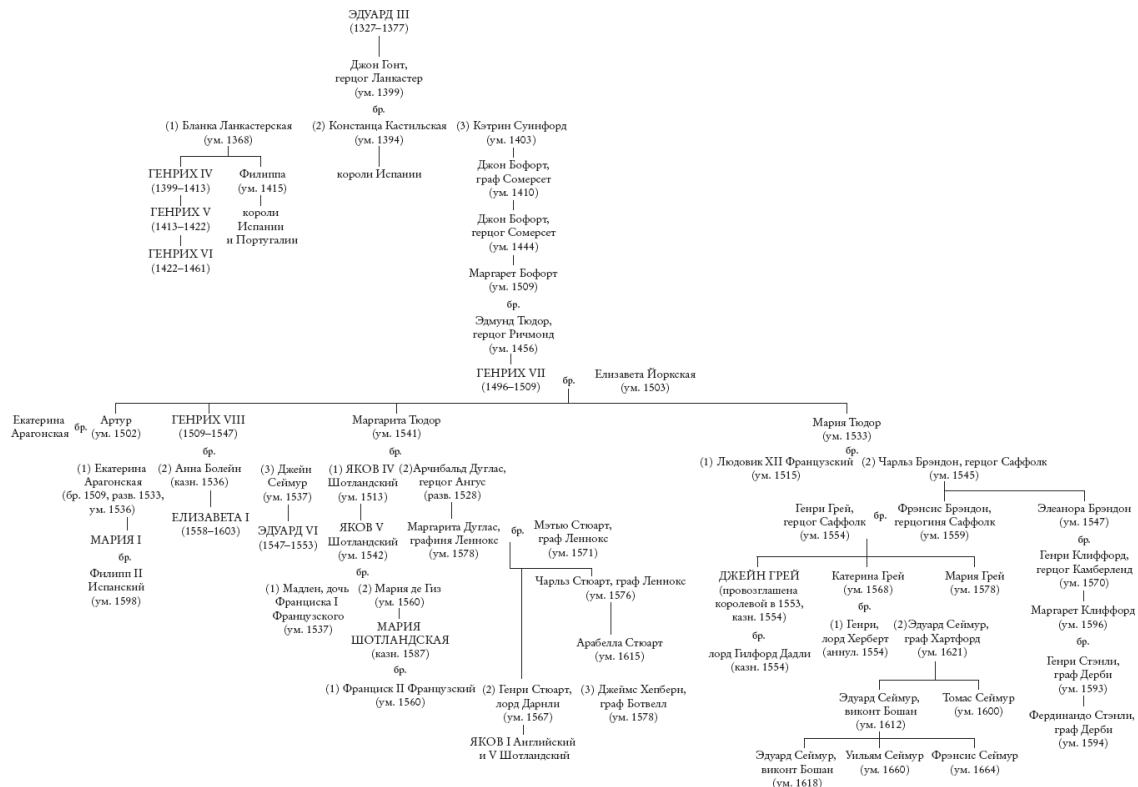 ЭДУАРД III
(1327–1377)
Джон Гонт,
герцог Ланкастер
(ум. 1399)
бр.
(1) Бланка Ланкастерская
(ум. 1368)
(2) Констанца Кастильская
(ум. 1394)
(3) Кэтрин Суинфорд
(ум. 1403)
ГЕНРИХ IV
(1399–1413)
Филиппа
(ум. 1415)
короли Испании
Джон Бофорт,
граф Сомерсет
(ум. 1410)
ГЕНРИХ V
(1413–1422)
короли
Испании
и Португалии
Джон Бофорт,
герцог Сомерсет
(ум. 1444)
ГЕНРИХ VI
(1422–1461)
Маргарет Бофорт
(ум. 1509)
бр.
Эдмунд Тюдор,
герцог Ричмонд
(ум. 1456)
ГЕНРИХ VII
(1496–1509)
бр.
Елизавета Йоркская
(ум. 1503)
Екатерина
Арагонская
бр.
Артур
(ум. 1502)
ГЕНРИХ VIII
(1509–1547)
бр.
Маргарита Тюдор
(ум. 1541)
бр.
Мария Тюдор
(ум. 1533)
бр.
(1) Екатерина
Арагонская
(бр. 1509, разв. 1533,
ум. 1536)
(2) Анна Болейн
(казн. 1536)
(3) Джейн
Сеймур
(ум. 1537)
(1) ЯКОВ IV
Шотландский
(ум. 1513)
(2) Арчибальд Дуглас,
герцог Ангус
(разв. 1528)
(1) Людовик XII Французский
(ум. 1515)
(2) Чарльз Брэндон, герцог Саффолк
(ум. 1545)
МАРИЯ I
бр.
Филипп II
Испанский
(ум. 1598)
ЕЛИЗАВЕТА I
(1558–1603)
ЭДУАРД VI
(1547–1553)
ЯКОВ V
Шотландский
(ум. 1542)
бр.
Маргарита Дуглас,
графиня Леннокс
(ум. 1578)
бр.
Мэтью Стюарт,
граф Леннокс
(ум. 1571)
Генри Грей,
герцог Саффолк
(ум. 1554)
бр.
Фрэнсис Брэндон,
герцогиня Саффолк
(ум. 1559)
Элеанора Брэндон
(ум. 1547)
бр.
Генри Клиффорд,
герцог Камберленд
(ум. 1570)
(1) Мадлен, дочь
Франциска I
Французского
(ум. 1537)
(2) Мария де Гиз
(ум. 1560)
МАРИЯ
ШОТЛАНДСКАЯ
(казн. 1587)
бр.
Чарльз Стюарт, граф Леннокс
(ум. 1576)
Арабелла Стюарт
(ум. 1615)
ДЖЕЙН ГРЕЙ
(провозглашена
королевой в 1553,
казн. 1554)
бр.
лорд Гилфорд Дадли
(казн. 1554)
Катерина Грей
(ум. 1568)
бр.
Мария Грей
(ум. 1578)
Маргарет Клиффорд
(ум. 1596)
бр.
(1) Генри,
лорд Херберт
(аннул. 1554)
(2) Эдуард Сеймур,
граф Хартфорд
(ум. 1621)
Генри Стэнли,
граф Дерби
(ум. 1593)
(1) Франциск II Французский
(ум. 1560)
(2) Генри Стюарт,
лорд Дарнли
(ум. 1567)
(3) Джеймс Хепберн,
граф Ботвелл
(ум. 1578)
Эдуард Сеймур,
виконт Бошан
(ум. 1612)
Томас Сеймур
(ум. 1600)
Фердинандо Стэнли,
граф Дерби
(ум. 1594)
ЯКОВ I Английский
и V Шотландский
Эдуард Сеймур,
виконт Бошан
(ум. 1618)
Уильям Сеймур
(ум. 1660)
Фрэнсис Сеймур
(ум. 1664)